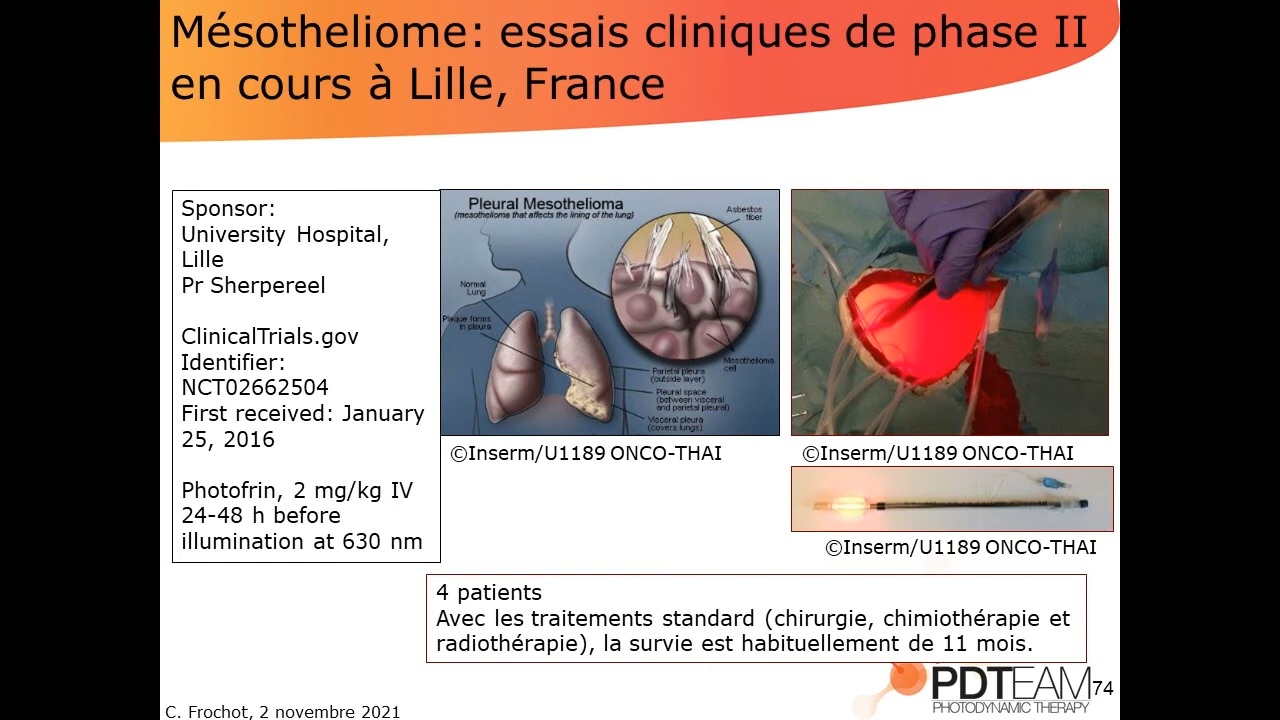 Mésotheliome: essais cliniques de phase II
en cours à Lille, France
Sponsor:
University Hospital,
Lille
Pr Sherpereel
ClinicalTrials.gov
Identifier:
NCT02662504
First received: January
25, 2016
Photofrin, 2 mg/kg IV
24-48 h before
illumination at 630 nm
Pleural Mesothelioma
(mesothelioma that affects the lining of the lung)
Asbestos
fiber
Normal
Lung
Plaque forms
in pleura
Mesothelioma
cell
Parietal pleura
(outside layer)
Pleural space
(between visceral
and parietal pleural)
Visceral pleura
(covers lungs)
©Inserm/U1189 ONCO-THAI
©Inserm/U1189 ONCO-THAI
©Inserm/U1189 ONCO-THAI
4 patients
Avec les traitements standard (chirurgie, chimiothérapie et
radiothérapie), la survie est habituellement de 11 mois.
PDTEAM
PHOTODYNAMIC THERAPY
74
C. Frochot, 2 novembre 2021